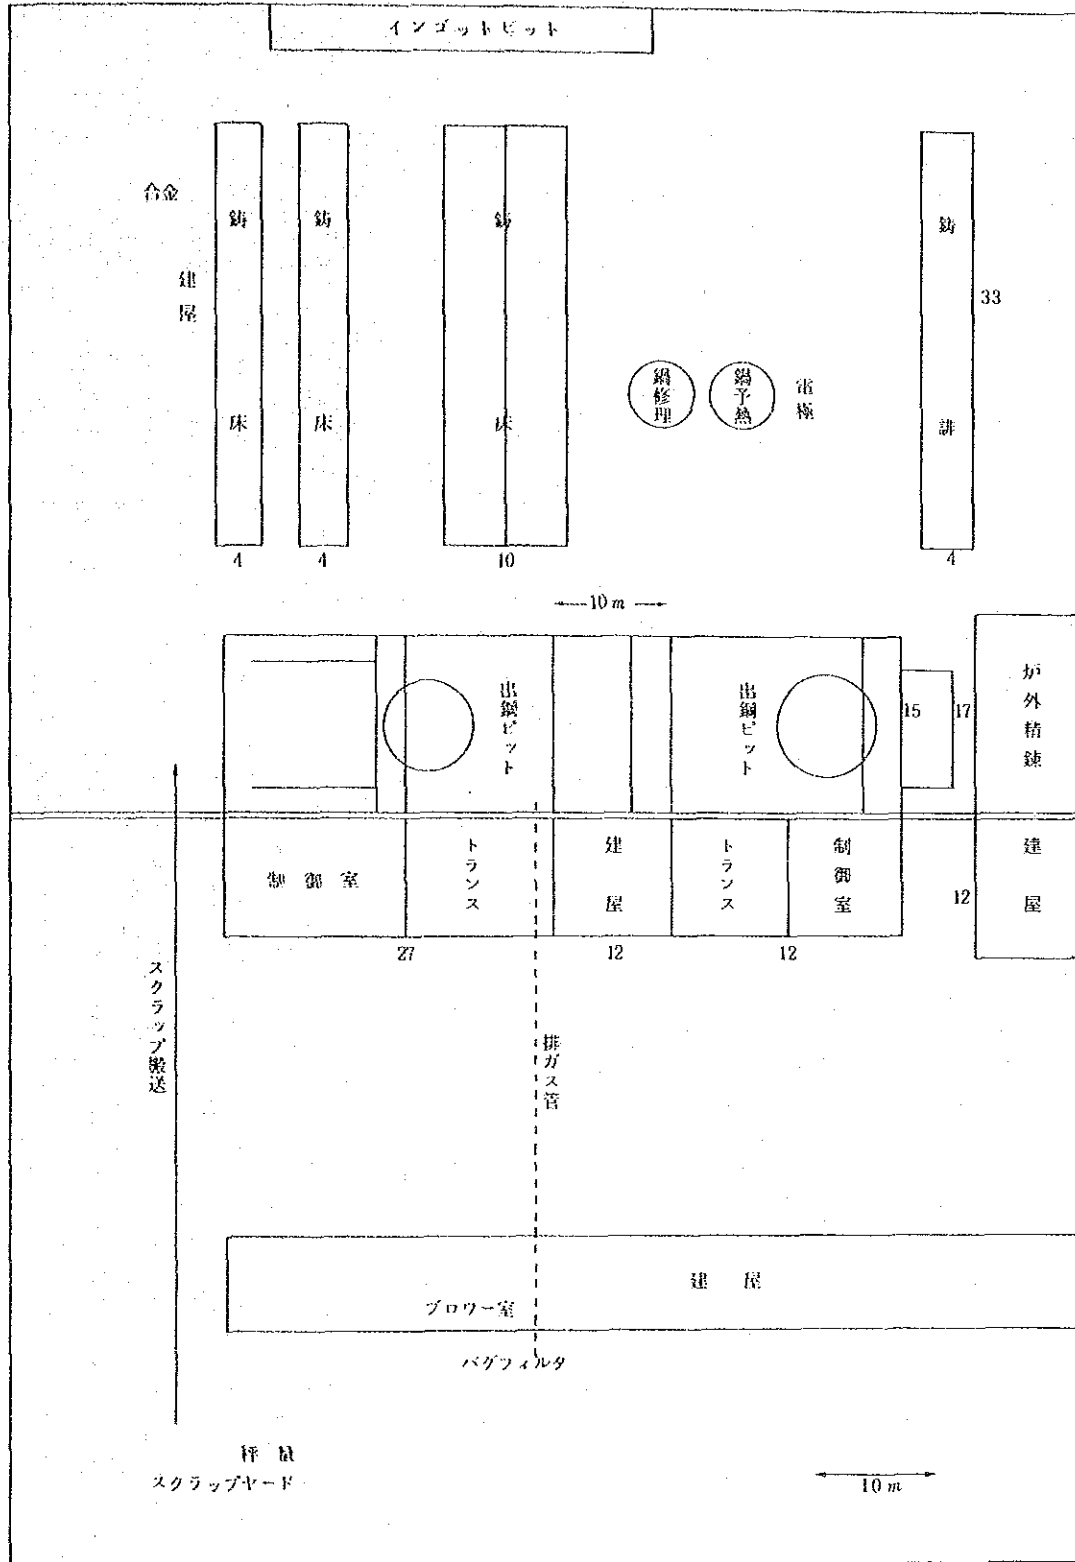 インゴットピット
合金
建屋
鋳床
鋳床
鋳床
鋳
33
鍋修理
鍋予熱
電極
4
4
10
4
10m
出鋼ピット
出鋼ピット
15
17
炉外精錬
制御室
トランス
建屋
トランス
制御室
12
建屋
27
12
12
スクラップ搬送
排ガス管
建屋
ブロワー室
バグフィルタ
秤量
スクラップヤード
10m